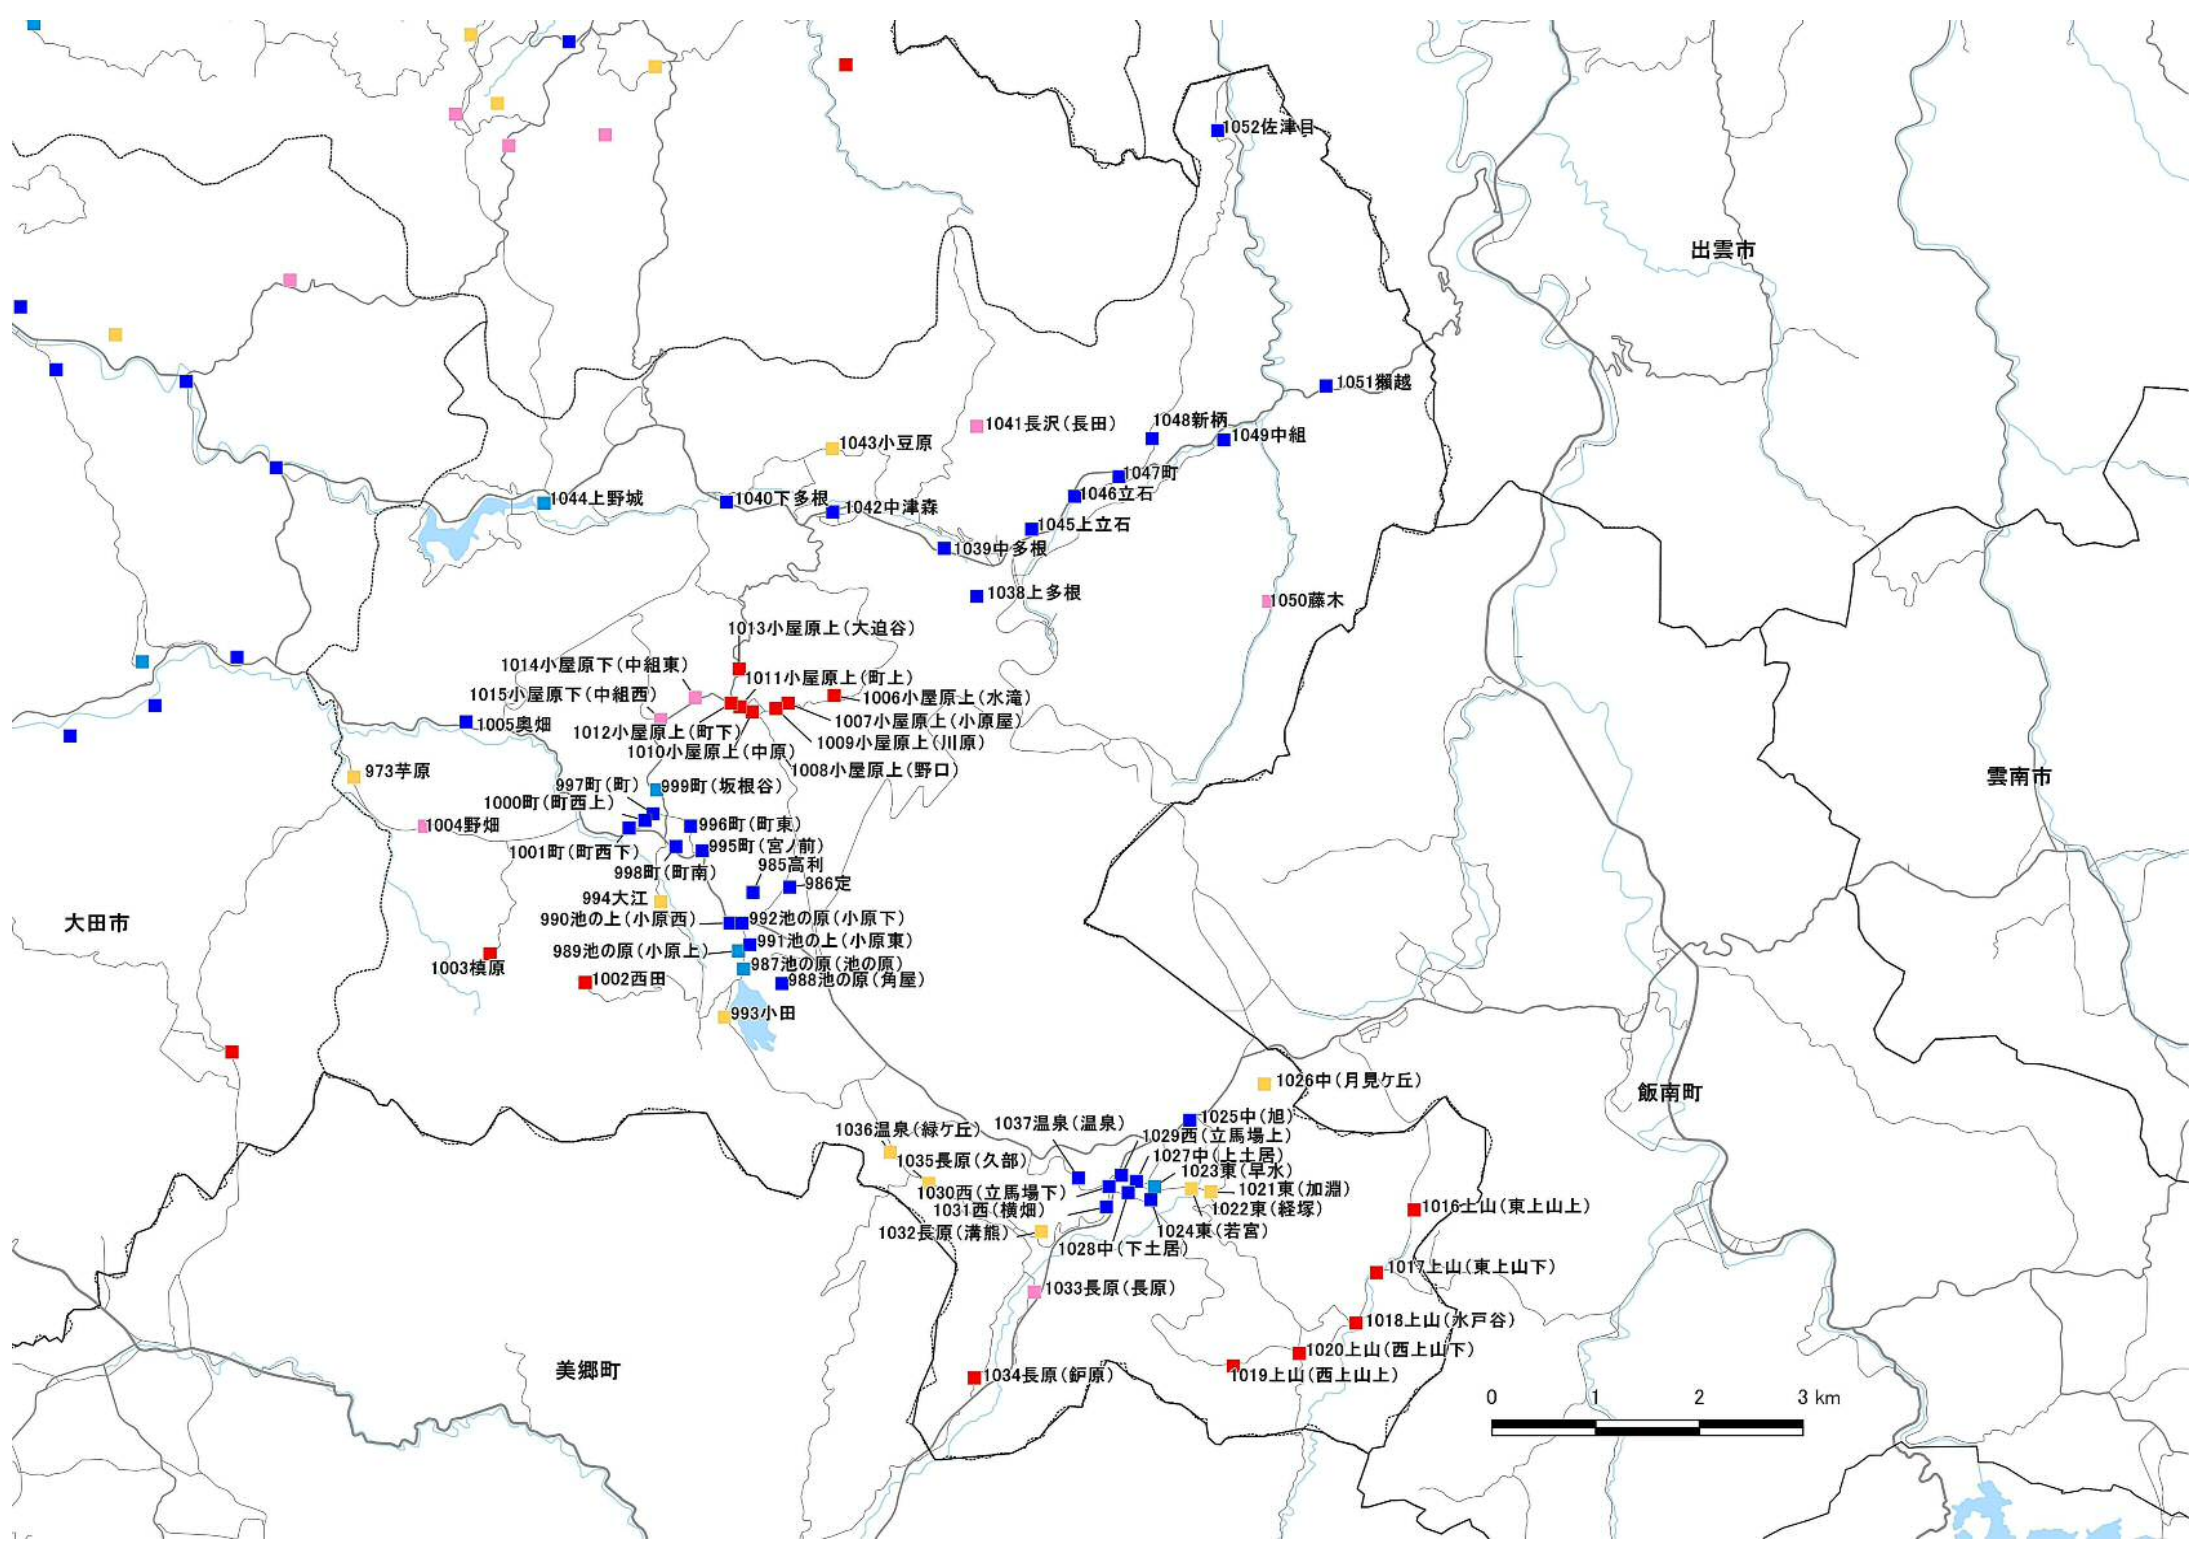 1052佐津目
出雲市
1051獺越
1041長沢(長田)
1048新柄
1049中組
1043小豆原
1047町
1046立石
1044上野城
1040下多根
1042中津森
1045上立石
1039中多根
1038上多根
1050藤木
1013小屋原上(大迫谷)
1014小屋原下(中組東)
1011小屋原上(町上)
1015小屋原下(中組西)
1006小屋原上(水滝)
1005奥畑
1007小屋原上(小原屋)
1012小屋原上(町下)
1009小屋原上(川原)
1010小屋原上(中原)
1008小屋原上(野口)
973芋原
雲南市
997町(町)
999町(坂根谷)
1000町(町西上)
1004野畑
996町(町東)
1001町(町西下)
995町(宮ノ前)
998町(町南)
985高利
986定
994大江
大田市
990池の上(小原西)
992池の原(小原下)
991池の上(小原東)
989池の原(小原上)
1003槙原
987池の原(池の原)
1002西田
988池の原(角屋)
993小田
1026中(月見ケ丘)
飯南町
1025中(旭)
1036温泉(緑ケ丘)
1037温泉(温泉)
1029西(立馬場上)
1027中(上土居)
1035長原(久部)
1023東(早水)
1030西(立馬場下)
1021東(加淵)
1031西(横畑)
1022東(経塚)
1016上山(東上山上)
1032長原(溝熊)
1024東(若宮)
1028中(下土居)
1017上山(東上山下)
1033長原(長原)
1018上山(水戸谷)
1020上山(西上山下)
美郷町
1034長原(鈩原)
1019上山(西上山上)
0 1 2 3 km